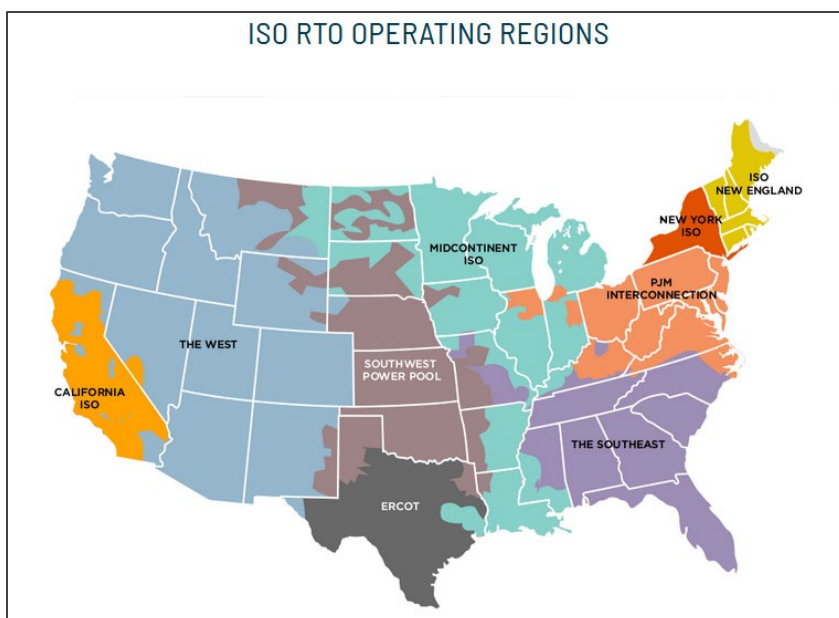 ISO RTO OPERATING REGIONS
ISO
NEW ENGLAND
NEW YORK
ISO
MIDCONTINENT
ISO
PJM
INTERCONNECTION
THE WEST
SOUTHWEST
POWER POOL
CALIFORNIA
ISO
THE SOUTHEAST
ERCOT